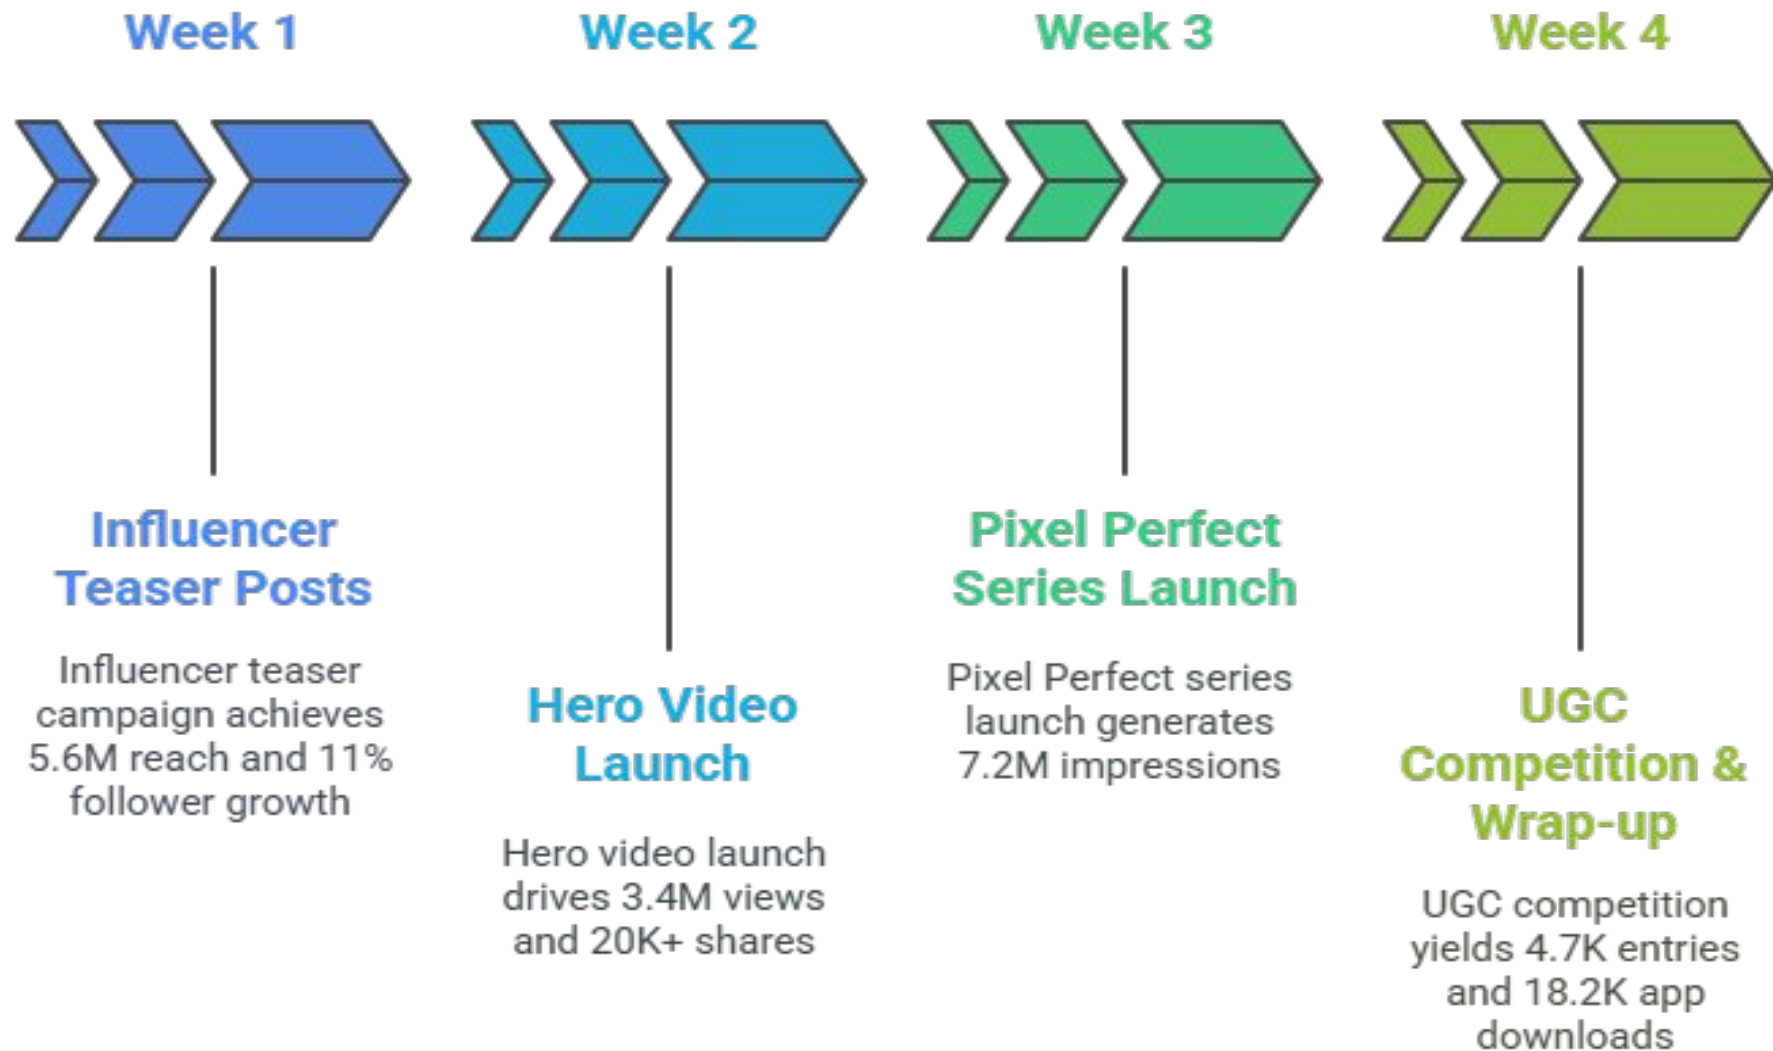 Week 1
Week 2
Week 3
Week 4
Influencer
Teaser Posts
Influencer teaser
campaign achieves
5.6M reach and 11%
follower growth
Hero Video
Launch
Hero video launch
drives 3.4M views
and 20K+ shares
Pixel Perfect
Series Launch
Pixel Perfect series
launch generates
7.2M impressions
UGC
Competition &
Wrap-up
UGC competition
yields 4.7K entries
and 18.2K app
downloads